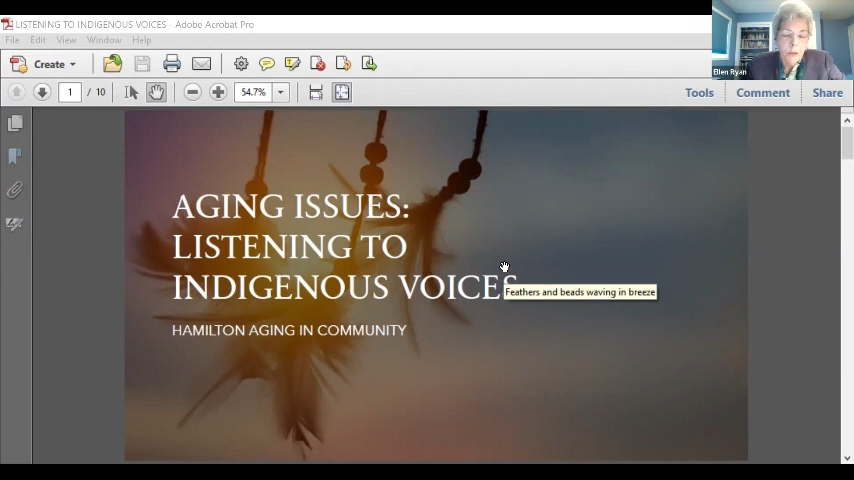 LISTENING TO INDIGENOUS VOICES - Adobe Acrobat Pro
File Edit View Window Help
Create
1 / 10
54.7%
Tools
Comment
Share
Ellen Ryan
AGING ISSUES:
LISTENING TO
INDIGENOUS VOICES
Feathers and beads waving in breeze
HAMILTON AGING IN COMMUNITY